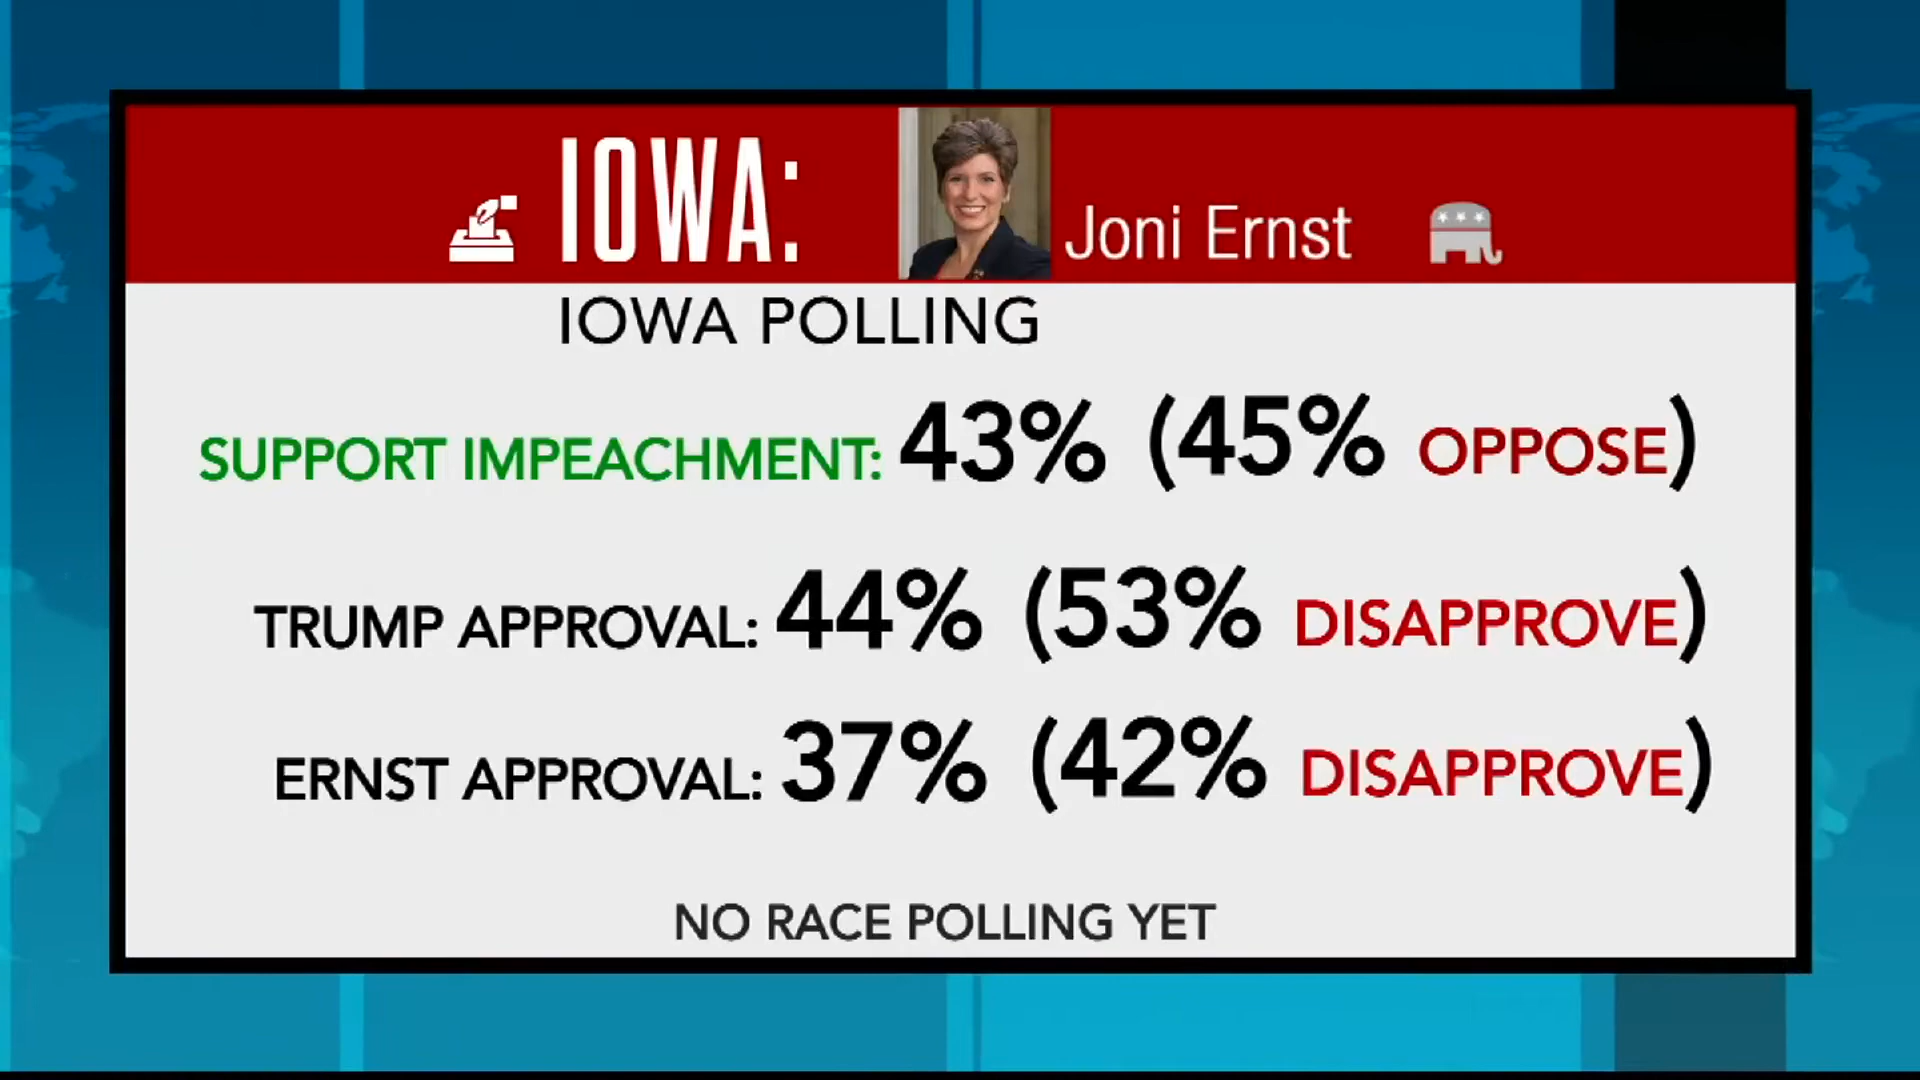 IOWA: Joni Ernst
IOWA POLLING
SUPPORT IMPEACHMENT: 43% (45% OPPOSE)
TRUMP APPROVAL: 44% (53% DISAPPROVE)
ERNST APPROVAL: 37% (42% DISAPPROVE)
NO RACE POLLING YET